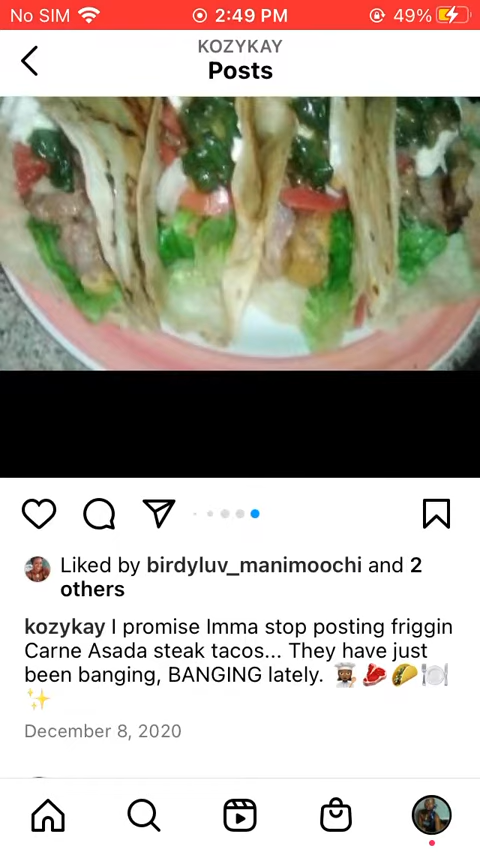 No SIM 2:49 PM 49%
KOZYKAY
Posts
Liked by birdyluv_manimoochi and 2
others
kozykay I promise Imma stop posting friggin
Carne Asada steak tacos... They have just
been banging, BANGING lately. 👩🏾‍🍳🥩🌮🍽️
✨
December 8, 2020